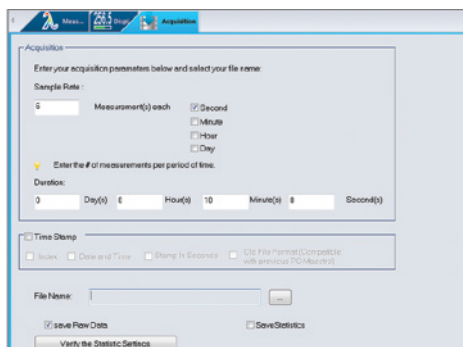 Meas...
256.5 Displ
Acquisition
Acquisition
Enter your acquisition parameters below and select your file name:
Sample Rate :
6 Measurement(s) each Second
Minute
Hour
Day
Enter the # of measurements per period of time.
Duration:
0 Day(s) 0 Hour(s) 10 Minute(s) 0 Second(s)
Time Stamp
Index Date and Time Stamp In Seconds Old File Format (Compatible
with previous PC-Maestro)
File Name: ...
save Raw Data SaveStatistics
Verify the Statistic Settings